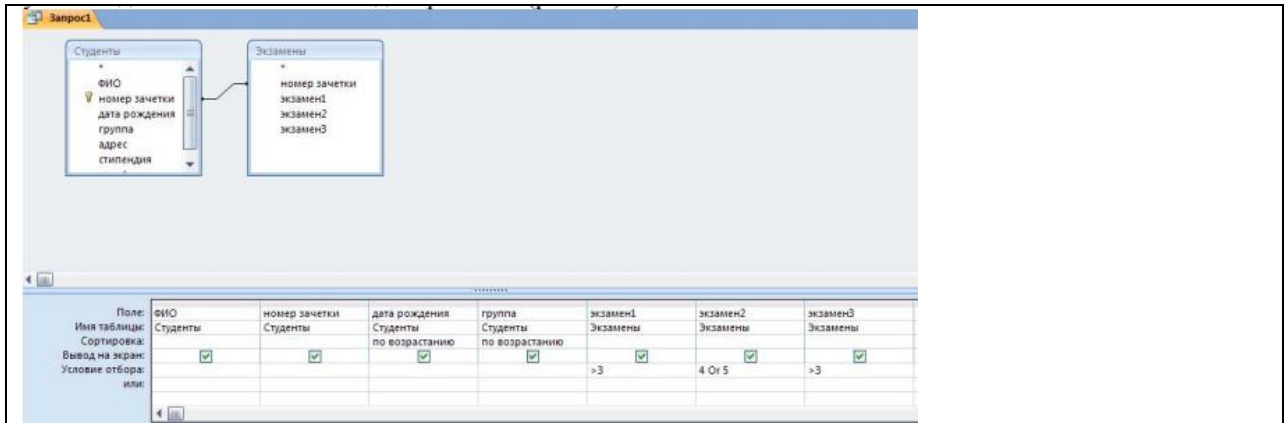 Запрос1
Студенты
*
ФИО
номер зачетки
дата рождения
группа
адрес
стипендия
Экзамены
*
номер зачетки
экзамен1
экзамен2
экзамен3
Поле: ФИО номер зачетки дата рождения группа экзамен1 экзамен2 экзамен3
Имя таблицы: Студенты Студенты Студенты Студенты Экзамены Экзамены Экзамены
Сортировка: по возрастанию по возрастанию
Вывод на экран:
Условие отбора: >3 4 Or 5 >3
или: